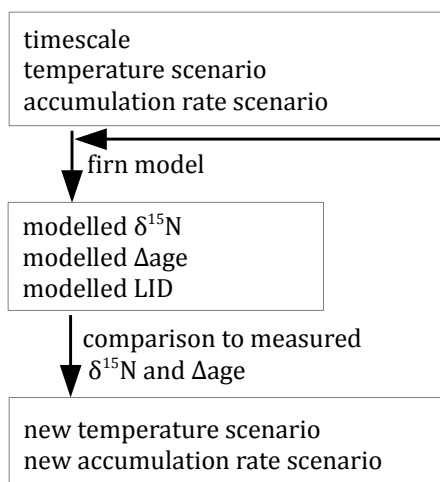 timescale
temperature scenario
accumulation rate scenario
firn model
modelled δ¹⁵N
modelled Δage
modelled LID
comparison to measured
δ¹⁵N and Δage
new temperature scenario
new accumulation rate scenario